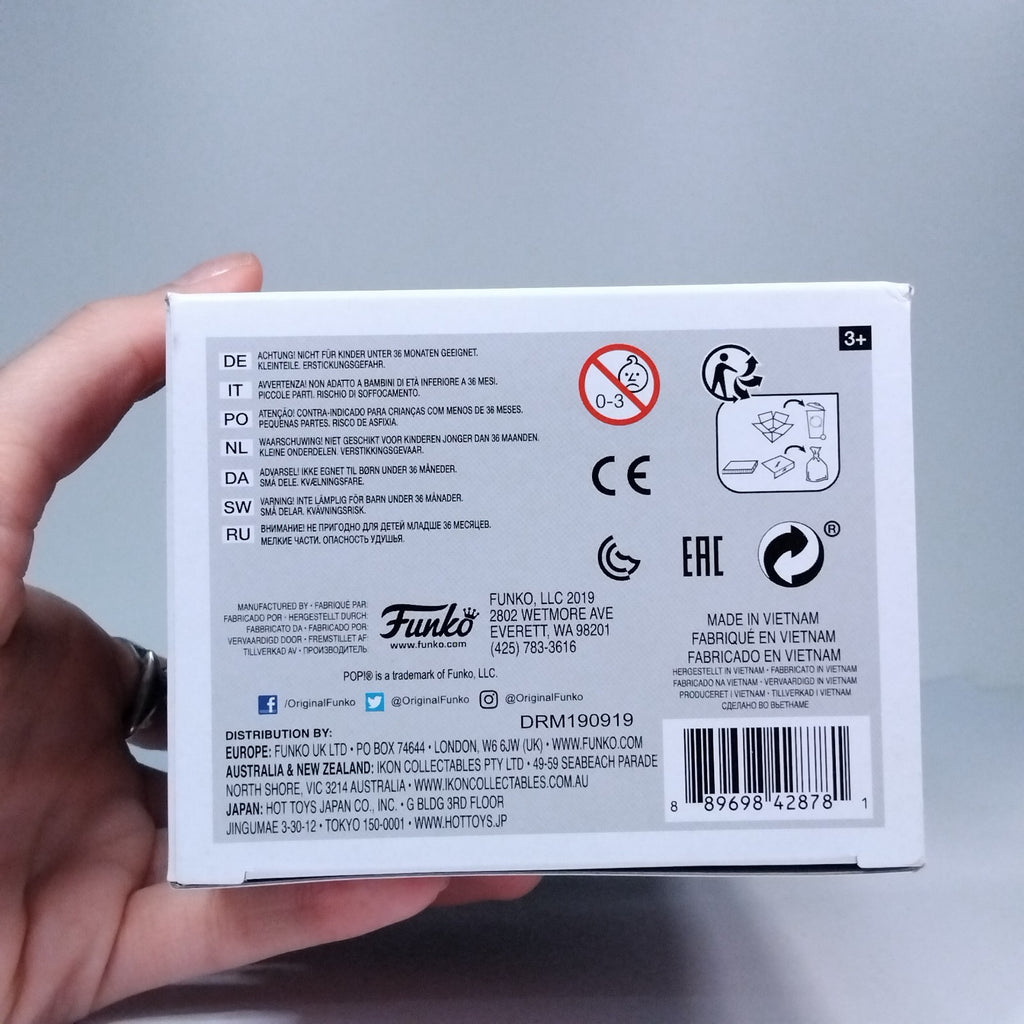 3+
DE ACHTUNG! NICHT FÜR KINDER UNTER 36 MONATEN GEEIGNET.
KLEINTEILE. ERSTICKUNGSGEFAHR.
IT AVVERTENZA! NON ADATTO A BAMBINI DI ETÀ INFERIORE A 36 MESI.
PICCOLE PARTI. RISCHIO DI SOFFOCAMENTO.
PO ATENÇÃO! CONTRA-INDICADO PARA CRIANÇAS COM MENOS DE 36 MESES.
PEQUENAS PARTES. RISCO DE ASFIXIA.
NL WAARSCHUWING! NIET GESCHIKT VOOR KINDEREN JONGER DAN 36 MAANDEN.
KLEINE ONDERDELEN. VERSTIKKINGSGEVAAR.
DA ADVARSEL! IKKE EGNET TIL BØRN UNDER 36 MÅNEDER.
SMÅ DELE. KVÆLNINGSFARE.
SW VARNING! INTE LÄMPLIG FÖR BARN UNDER 36 MÅNADER.
SMÅ DELAR. KVÄVNINGSRISK.
RU ВНИМАНИЕ! НЕ ПРИГОДНО ДЛЯ ДЕТЕЙ МЛАДШЕ 36 МЕСЯЦЕВ.
МЕЛКИЕ ЧАСТИ. ОПАСНОСТЬ УДУШЬЯ.
0-3
CE
EAC
®
MANUFACTURED BY • FABRIQUÉ PAR:
FABRICADO POR • HERGESTELLT DURCH:
FABBRICATO DA • FABRICADO POR:
VERVAARDIGD DOOR • FREMSTILLET AF:
TILLVERKAD AV • ПРОИЗВОДИТЕЛЬ:
Funko
www.funko.com
FUNKO, LLC 2019
2802 WETMORE AVE
EVERETT, WA 98201
(425) 783-3616
POP!® is a trademark of Funko, LLC.
/OriginalFunko @OriginalFunko @OriginalFunko
DRM190919
MADE IN VIETNAM
FABRIQUÉ EN VIETNAM
FABRICADO EN VIETNAM
HERGESTELLT IN VIETNAM • FABBRICATO IN VIETNAM
FABRICADO NA VIETNAM • VERVAARDIGD IN VIETNAM
PRODUCERET I VIETNAM • TILLVERKAD I VIETNAM
СДЕЛАНО ВО ВЬЕТНАМЕ
DISTRIBUTION BY:
EUROPE: FUNKO UK LTD • PO BOX 74644 • LONDON, W6 6JW (UK) • WWW.FUNKO.COM
AUSTRALIA & NEW ZEALAND: IKON COLLECTABLES PTY LTD • 49-59 SEABEACH PARADE
NORTH SHORE, VIC 3214 AUSTRALIA • WWW.IKONCOLLECTABLES.COM.AU
JAPAN: HOT TOYS JAPAN CO., INC. • G BLDG 3RD FLOOR
JINGUMAE 3-30-12 • TOKYO 150-0001 • WWW.HOTTOYS.JP
8 89698 42878 1